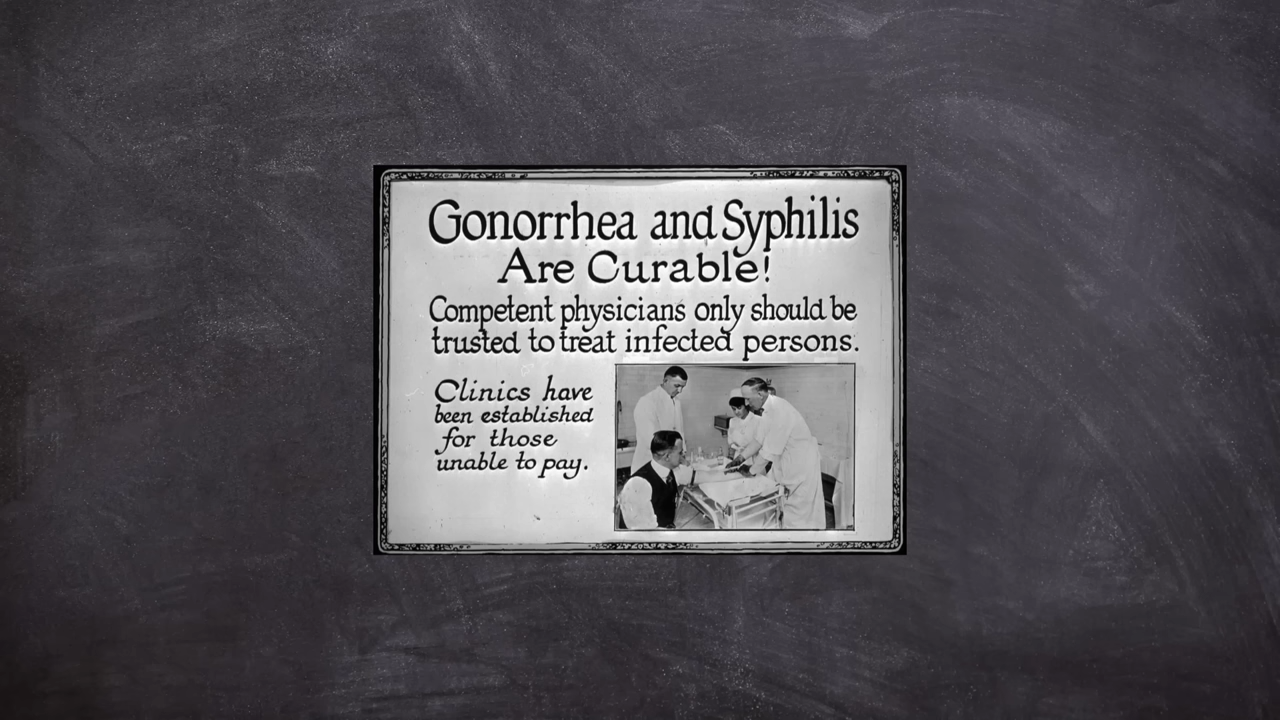 Gonorrhea and Syphilis
Are Curable!
Competent physicians only should be
trusted to treat infected persons.
Clinics have
been established
for those
unable to pay.